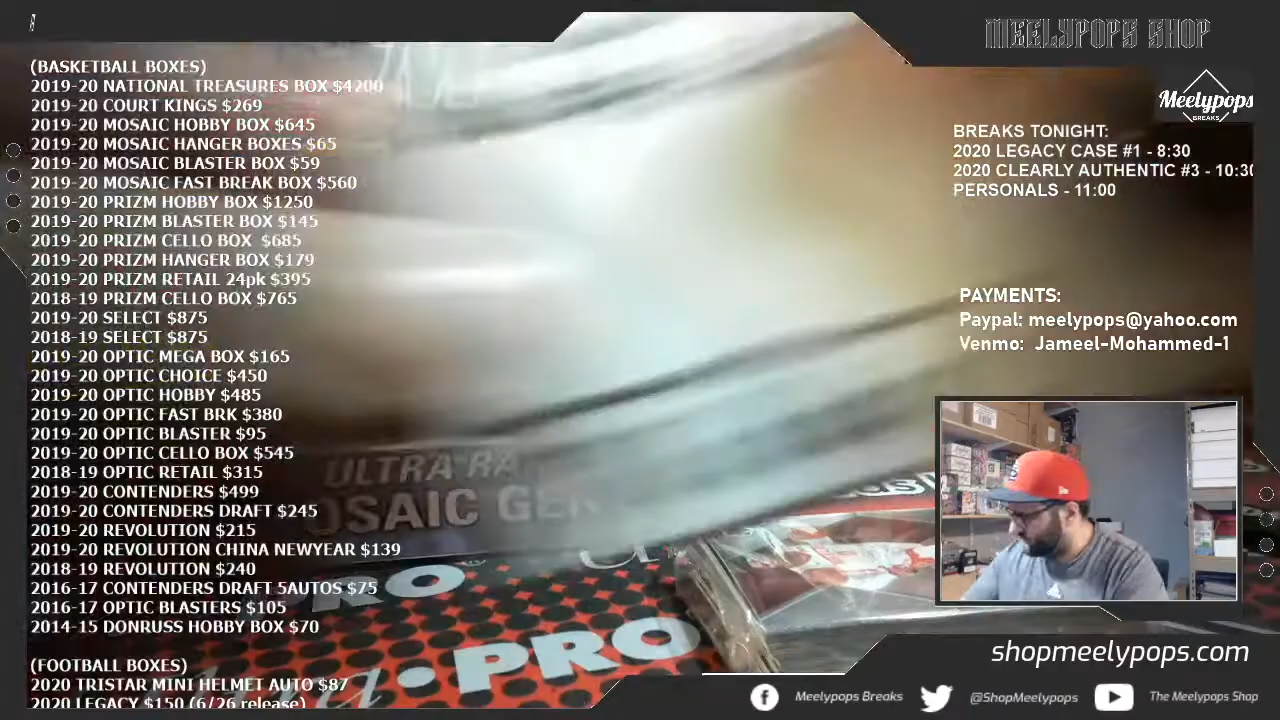 MEELYPOPS SHOP
Meelypops
BREAKS
(BASKETBALL BOXES)
2019-20 NATIONAL TREASURES BOX $4200
2019-20 COURT KINGS $269
2019-20 MOSAIC HOBBY BOX $645
2019-20 MOSAIC HANGER BOXES $65
2019-20 MOSAIC BLASTER BOX $59
2019-20 MOSAIC FAST BREAK BOX $560
2019-20 PRIZM HOBBY BOX $1250
2019-20 PRIZM BLASTER BOX $145
2019-20 PRIZM CELLO BOX $685
2019-20 PRIZM HANGER BOX $179
2019-20 PRIZM RETAIL 24pk $395
2018-19 PRIZM CELLO BOX $765
2019-20 SELECT $875
2018-19 SELECT $875
2019-20 OPTIC MEGA BOX $165
2019-20 OPTIC CHOICE $450
2019-20 OPTIC HOBBY $485
2019-20 OPTIC FAST BRK $380
2019-20 OPTIC BLASTER $95
2019-20 OPTIC CELLO BOX $545
2018-19 OPTIC RETAIL $315
2019-20 CONTENDERS $499
2019-20 CONTENDERS DRAFT $245
2019-20 REVOLUTION $215
2019-20 REVOLUTION CHINA NEWYEAR $139
2018-19 REVOLUTION $240
2016-17 CONTENDERS DRAFT 5AUTOS $75
2016-17 OPTIC BLASTERS $105
2014-15 DONRUSS HOBBY BOX $70
(FOOTBALL BOXES)
2020 TRISTAR MINI HELMET AUTO $87
2020 LEGACY $150 (6/26 release)
BREAKS TONIGHT:
2020 LEGACY CASE #1 - 8:30
2020 CLEARLY AUTHENTIC #3 - 10:30
PERSONALS - 11:00
PAYMENTS:
Paypal: meelypops@yahoo.com
Venmo: Jameel-Mohammed-1
ULTRA RA
OSAIC GE
PRO
PRO
shopmeelypops.com
Meelypops Breaks
@ShopMeelypops
The Meelypops Shop